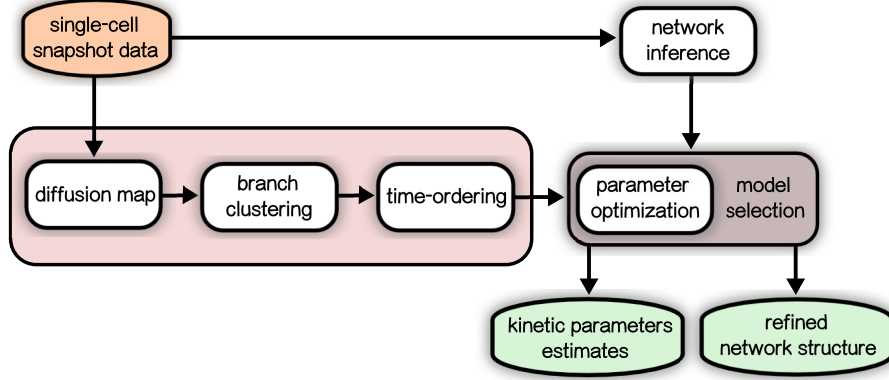 single-cell
snapshot data
network
inference
diffusion map
branch
clustering
time-ordering
parameter
optimization
model
selection
kinetic parameters
estimates
refined
network structure